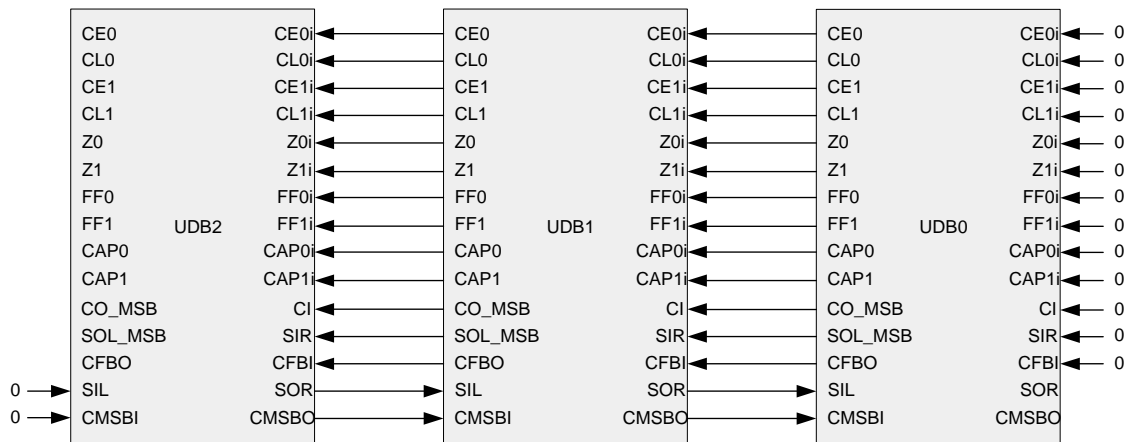 CE0 CE0i CE0 CE0i CE0 CE0i 0
CL0 CL0i CL0 CL0i CL0 CL0i 0
CE1 CE1i CE1 CE1i CE1 CE1i 0
CL1 CL1i CL1 CL1i CL1 CL1i 0
Z0 Z0i Z0 Z0i Z0 Z0i 0
Z1 Z1i Z1 Z1i Z1 Z1i 0
FF0 FF0i FF0 FF0i FF0 FF0i 0
FF1 UDB2 FF1i FF1 UDB1 FF1i FF1 UDB0 FF1i 0
CAP0 CAP0i CAP0 CAP0i CAP0 CAP0i 0
CAP1 CAP1i CAP1 CAP1i CAP1 CAP1i 0
CO_MSB CI CO_MSB CI CO_MSB CI 0
SOL_MSB SIR SOL_MSB SIR SOL_MSB SIR 0
CFBO CFBI CFBO CFBI CFBO CFBI 0
0 SIL SOR SIL SOR SIL SOR
0 CMSBI CMSBO CMSBI CMSBO CMSBI CMSBO